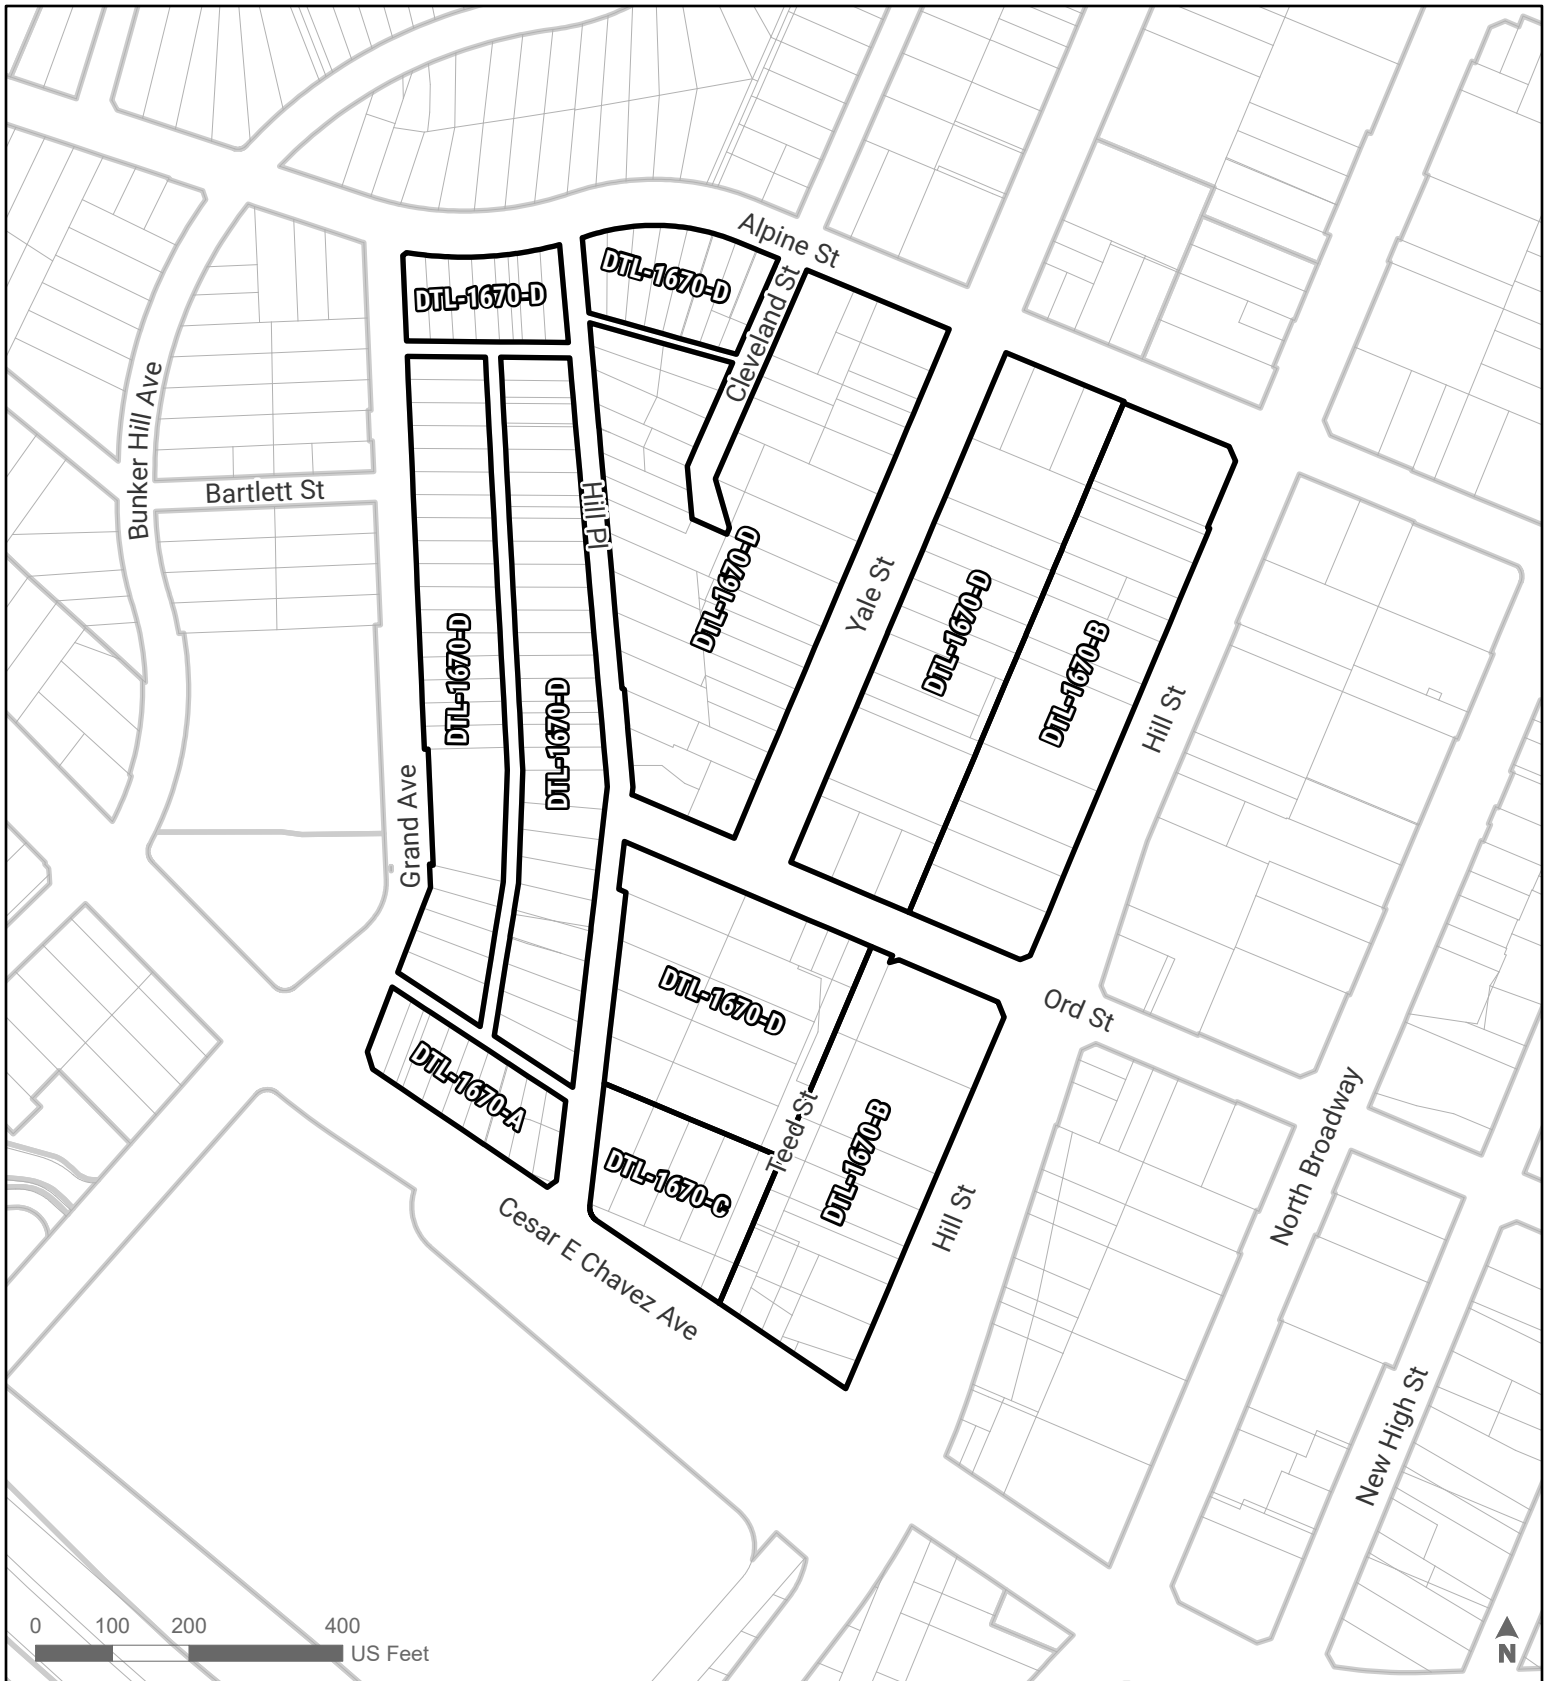 Alpine St
DTL-1670-D
DTL-1670-D
Cleveland St
Bunker Hill Ave
Bartlett St
Hill Pl
DTL-1670-D
Yale St
DTL-1670-D
DTL-1670-D
DTL-1670-B
DTL-1670-D
Hill St
Grand Ave
DTL-1670-D
Ord St
DTL-1670-A
Teed St
DTL-1670-B
DTL-1670-C
North Broadway
Hill St
Cesar E Chavez Ave
New High St
0 100 200 400
US Feet
N